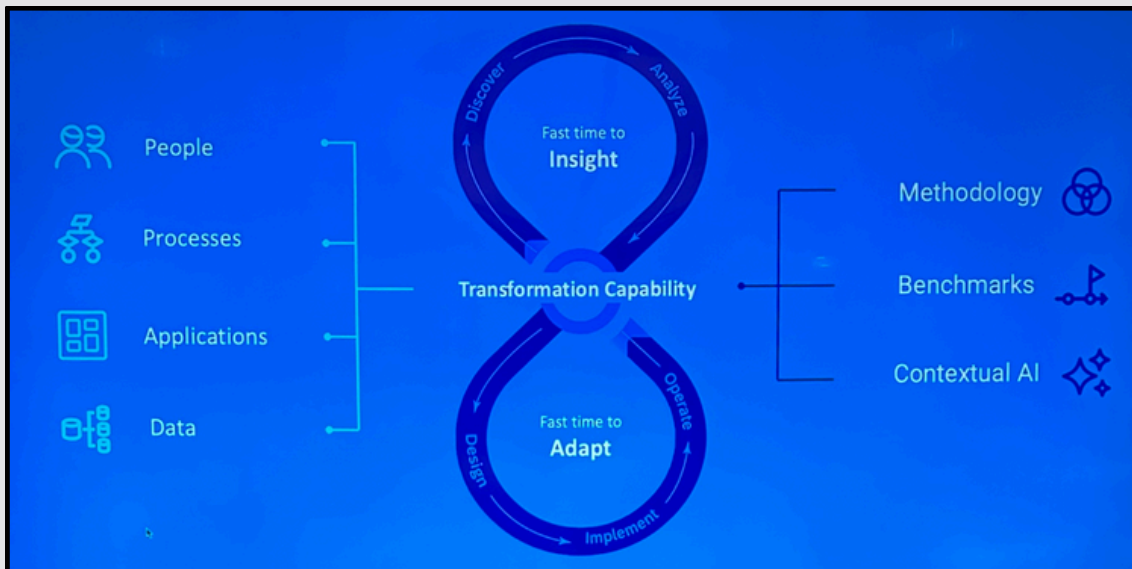 People
Processes
Applications
Data
Discover
Analyze
Fast time to
Insight
Transformation Capability
Design
Implement
Operate
Fast time to
Adapt
Methodology
Benchmarks
Contextual AI